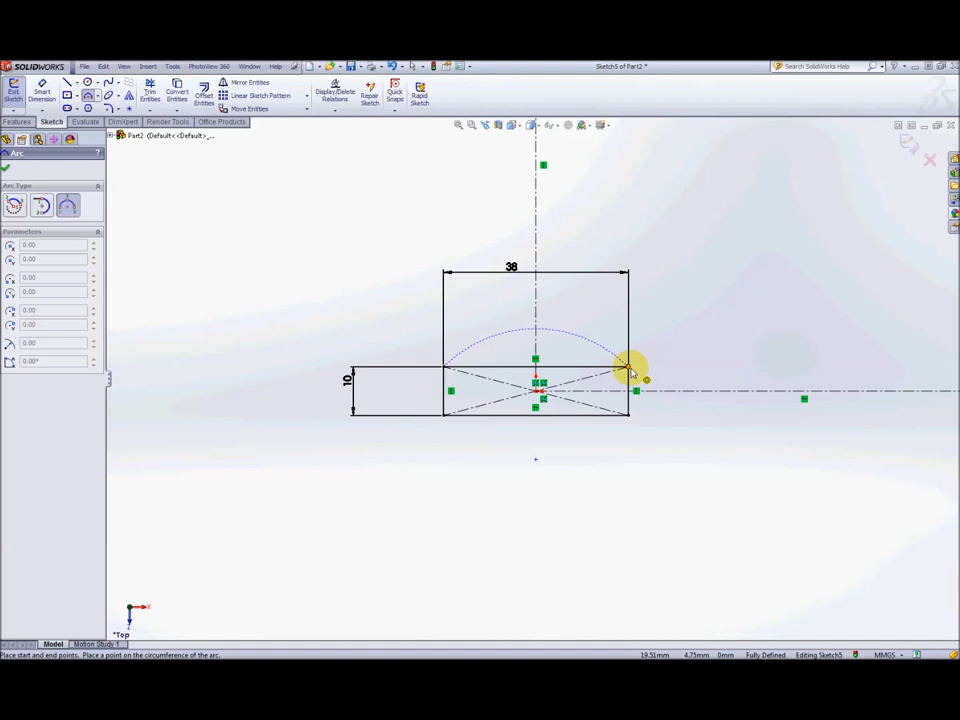 SOLIDWORKS File Edit View Insert Tools PhotoView 360 Window Help Sketch5 of Part2 * Search SolidWorks Help
Exit Sketch
Smart Dimension
Trim Entities
Convert Entities
Offset Entities
Mirror Entities
Linear Sketch Pattern
Move Entities
Display/Delete Relations
Repair Sketch
Quick Snaps
Rapid Sketch
Features Sketch Evaluate DimXpert Render Tools Office Products
Part2 (Default<<Default>_...
Arc ?
Arc Type
Parameters
0.00
0.00
0.00
0.00
0.00
0.00
0.00
0.00°
38
10
X
Y
*Top
Model Motion Study 1
Place start and end points. Place a point on the circumference of the arc. 19.51mm 4.75mm 0mm Fully Defined Editing Sketch5 MMGS